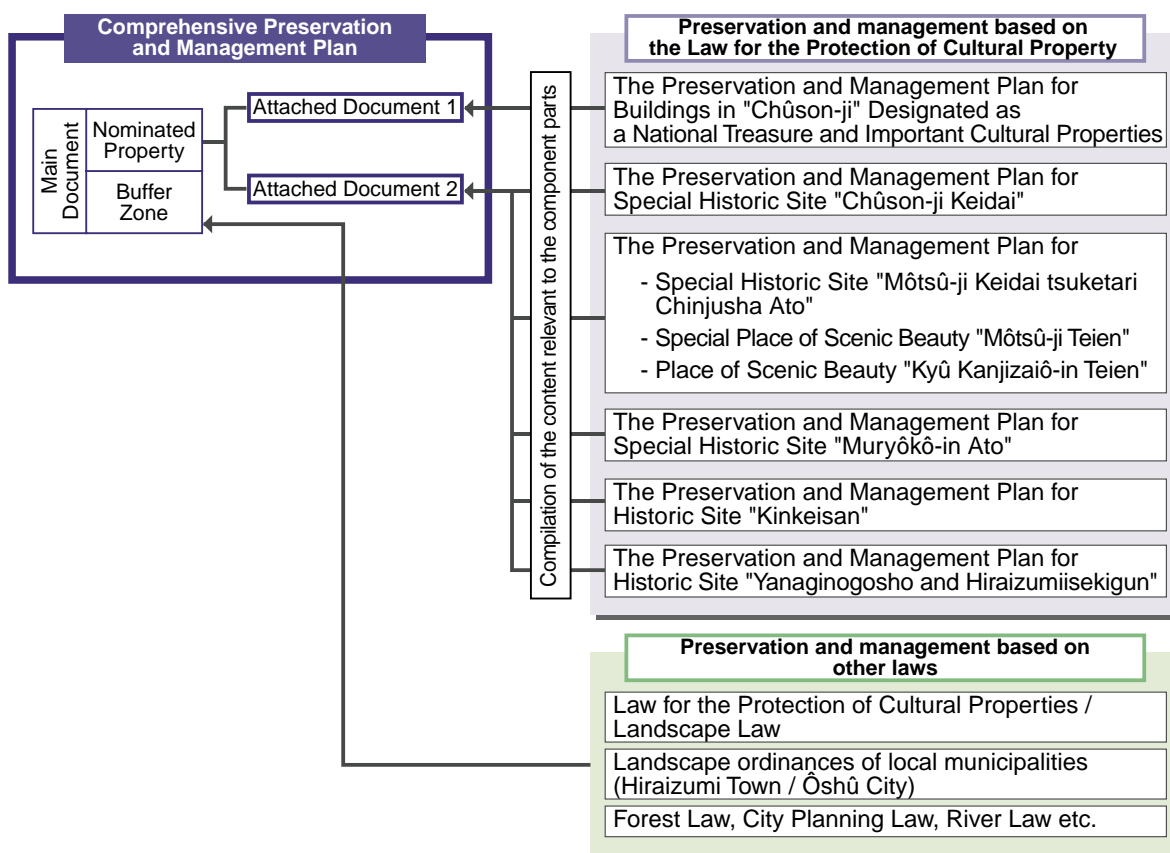 Comprehensive Preservation
and Management Plan
Main
Document
Nominated
Property
Buffer
Zone
Attached Document 1
Attached Document 2
Compilation of the content relevant to the component parts
Preservation and management based on
the Law for the Protection of Cultural Property
The Preservation and Management Plan for
Buildings in "Chûson-ji" Designated as
a National Treasure and Important Cultural Properties
The Preservation and Management Plan for
Special Historic Site "Chûson-ji Keidai"
The Preservation and Management Plan for
- Special Historic Site "Môtsû-ji Keidai tsuketari
Chinjusha Ato"
- Special Place of Scenic Beauty "Môtsû-ji Teien"
- Place of Scenic Beauty "Kyû Kanjizaiô-in Teien"
The Preservation and Management Plan for
Special Historic Site "Muryôkô-in Ato"
The Preservation and Management Plan for
Historic Site "Kinkeisan"
The Preservation and Management Plan for
Historic Site "Yanaginogosho and Hiraizumiisekigun"
Preservation and management based on
other laws
Law for the Protection of Cultural Properties /
Landscape Law
Landscape ordinances of local municipalities
(Hiraizumi Town / Ôshû City)
Forest Law, City Planning Law, River Law etc.